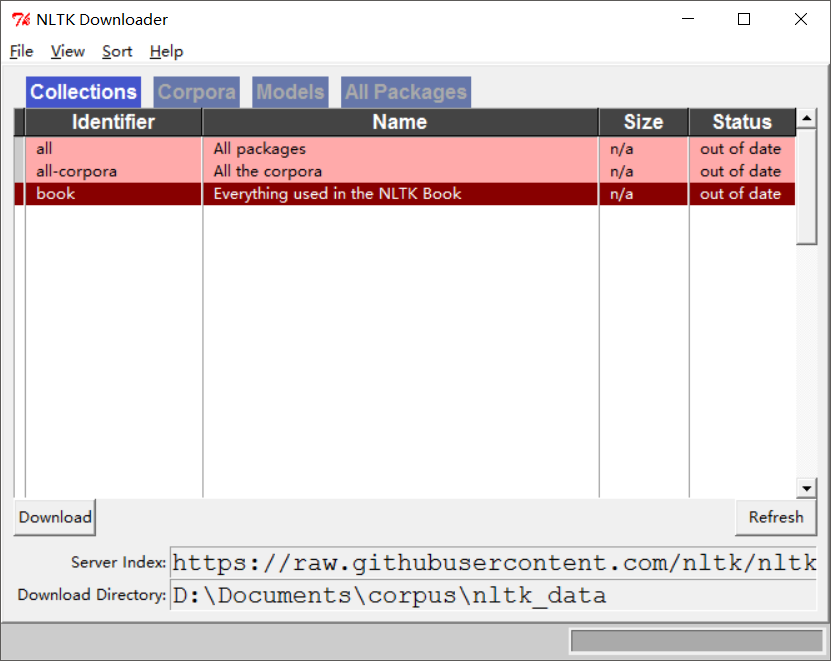 NLTK Downloader
File View Sort Help
Collections Corpora Models All Packages
Identifier Name Size Status
all All packages n/a out of date
all-corpora All the corpora n/a out of date
book Everything used in the NLTK Book n/a out of date
Download Refresh
Server Index: https://raw.githubusercontent.com/nltk/nltk
Download Directory: D:\Documents\corpus\nltk_data